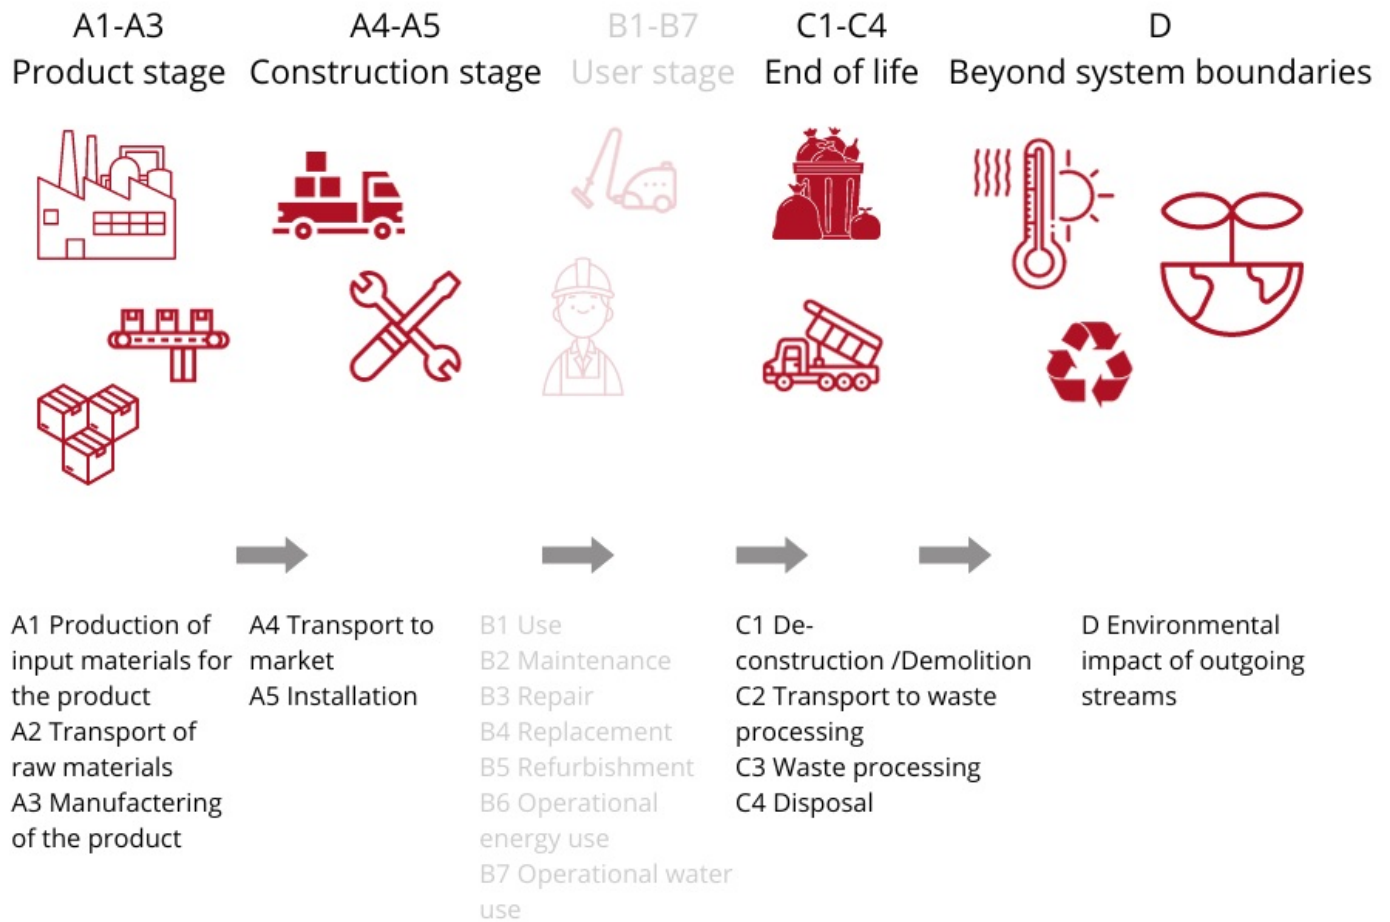 A1-A3
Product stage
A4-A5
Construction stage
B1-B7
User stage
C1-C4
End of life
D
Beyond system boundaries
A1 Production of
input materials for
the product
A2 Transport of
raw materials
A3 Manufactering
of the product
A4 Transport to
market
A5 Installation
B1 Use
B2 Maintenance
B3 Repair
B4 Replacement
B5 Refurbishment
B6 Operational
energy use
B7 Operational water
use
C1 De-
construction /Demolition
C2 Transport to waste
processing
C3 Waste processing
C4 Disposal
D Environmental
impact of outgoing
streams